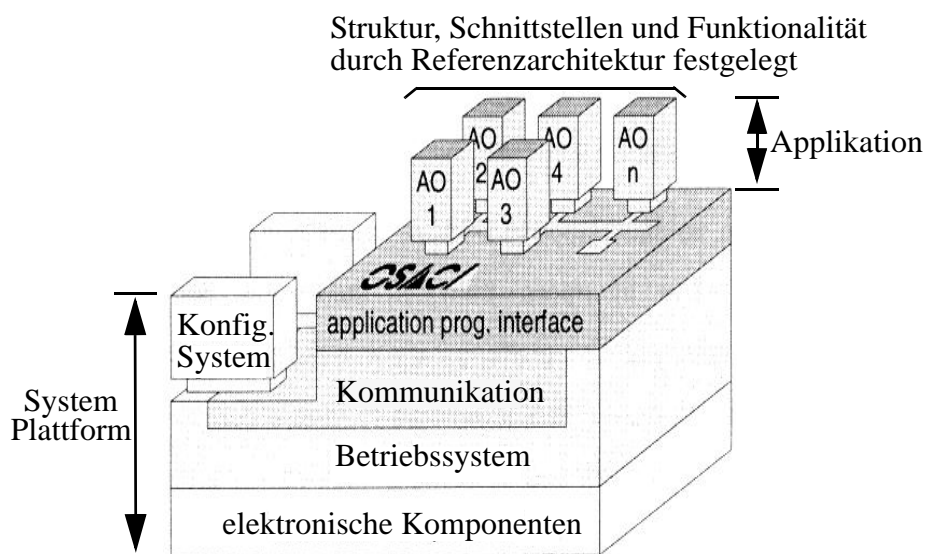 Struktur, Schnittstellen und Funktionalität
durch Referenzarchitektur festgelegt
AO
2
AO
4
AO
n
Applikation
AO
1
AO
3
OSACA
Konfig.
System
application prog, interface
Kommunikation
System
Plattform
Betriebssystem
elektronische Komponenten